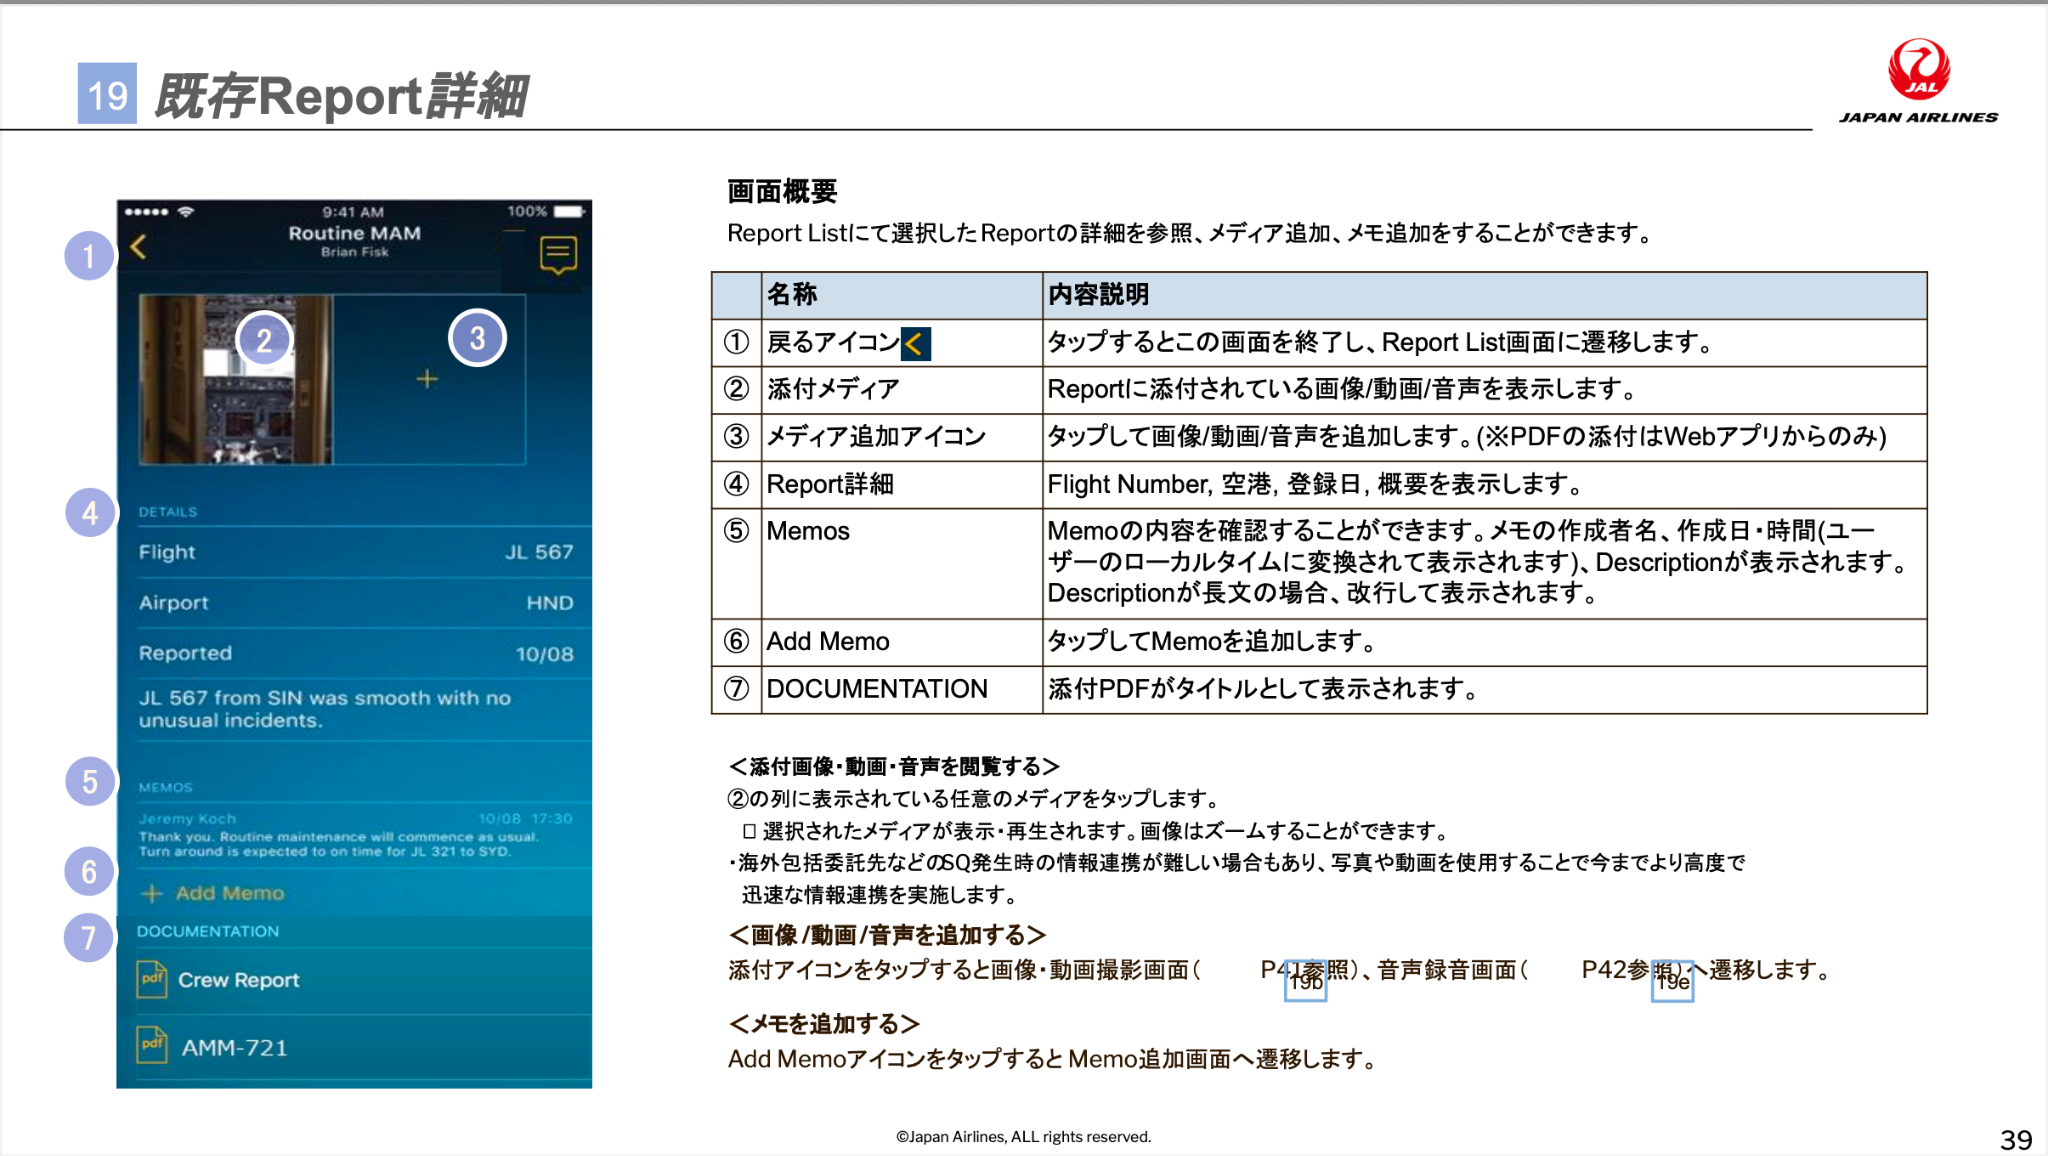 19 既存Report詳細
JAL
JAPAN AIRLINES
9:41 AM 100%
Routine MAM
Brian Fisk
1
2
3
+
4
DETAILS
Flight JL 567
Airport HND
Reported 10/08
JL 567 from SIN was smooth with no
unusual incidents.
5
MEMOS
Jeremy Koch 10/08 17:30
Thank you. Routine maintenance will commence as usual.
Turn around is expected to on time for JL 321 to SYD.
6
+ Add Memo
7
DOCUMENTATION
pdf Crew Report
pdf AMM-721
画面概要
Report Listにて選択したReportの詳細を参照、メディア追加、メモ追加をすることができます。
名称 内容説明
① 戻るアイコン タップするとこの画面を終了し、Report List画面に遷移します。
② 添付メディア Reportに添付されている画像/動画/音声を表示します。
③ メディア追加アイコン タップして画像/動画/音声を追加します。(※PDFの添付はWebアプリからのみ)
④ Report詳細 Flight Number, 空港, 登録日, 概要を表示します。
⑤ Memos Memoの内容を確認することができます。メモの作成者名、作成日・時間(ユー
ザーのローカルタイムに変換されて表示されます)、Descriptionが表示されます。
Descriptionが長文の場合、改行して表示されます。
⑥ Add Memo タップしてMemoを追加します。
⑦ DOCUMENTATION 添付PDFがタイトルとして表示されます。
＜添付画像・動画・音声を閲覧する＞
②の列に表示されている任意のメディアをタップします。
選択されたメディアが表示・再生されます。画像はズームすることができます。
・海外包括委託先などのSQ発生時の情報連携が難しい場合もあり、写真や動画を使用することで今までより高度で
迅速な情報連携を実施します。
＜画像/動画/音声を追加する＞
添付アイコンをタップすると画像・動画撮影画面( P41参照)、音声録音画面( P42参照)へ遷移します。
19b 19e
＜メモを追加する＞
Add Memoアイコンをタップすると Memo追加画面へ遷移します。
©Japan Airlines, ALL rights reserved.
39